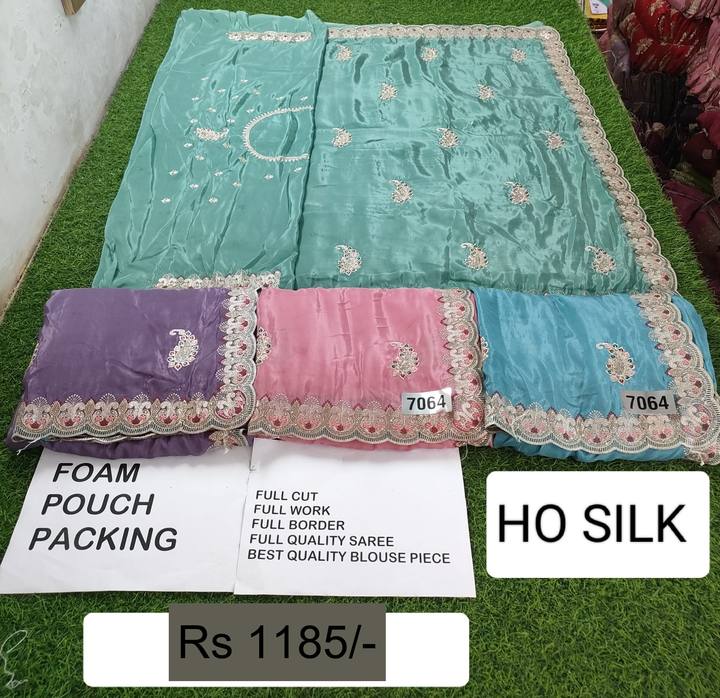 7064
7064
FOAM
POUCH
PACKING
FULL CUT
FULL WORK
FULL BORDER
FULL QUALITY SAREE
BEST QUALITY BLOUSE PIECE
HO SILK
Rs 1185/-